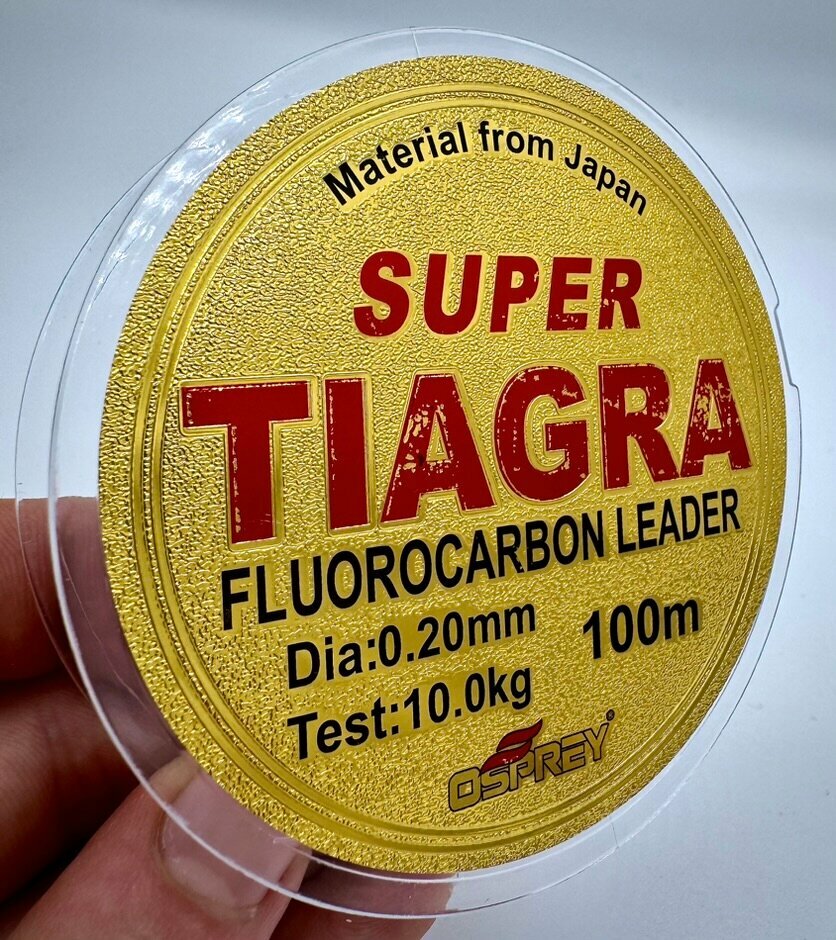 Material from Japan
SUPER
TIAGRA
FLUOROCARBON LEADER
Dia:0.20mm 100m
Test:10.0kg
OSPREY®